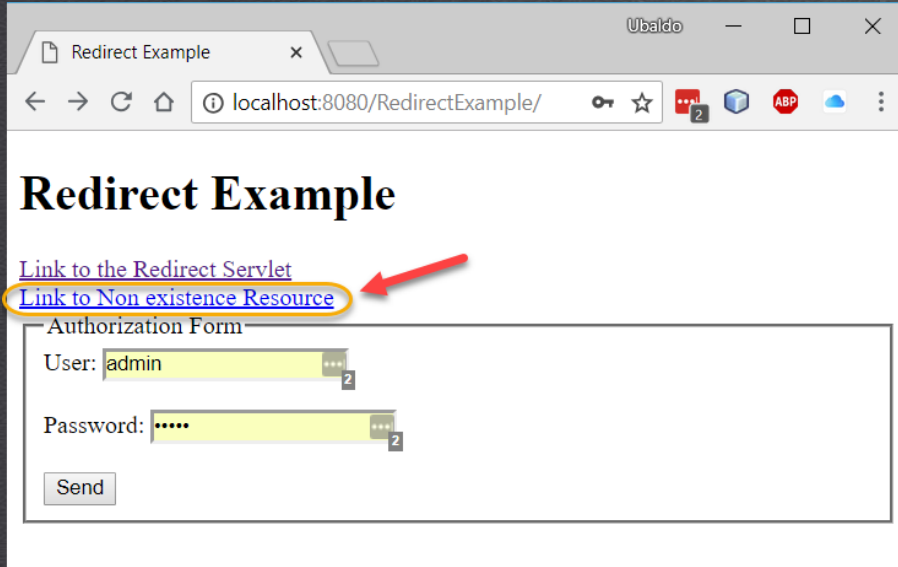 Ubaldo
Redirect Example
localhost:8080/RedirectExample/
2
ABP
Redirect Example
Link to the Redirect Servlet
Link to Non existence Resource
Authorization Form
User: admin
2
Password: •••••
2
Send